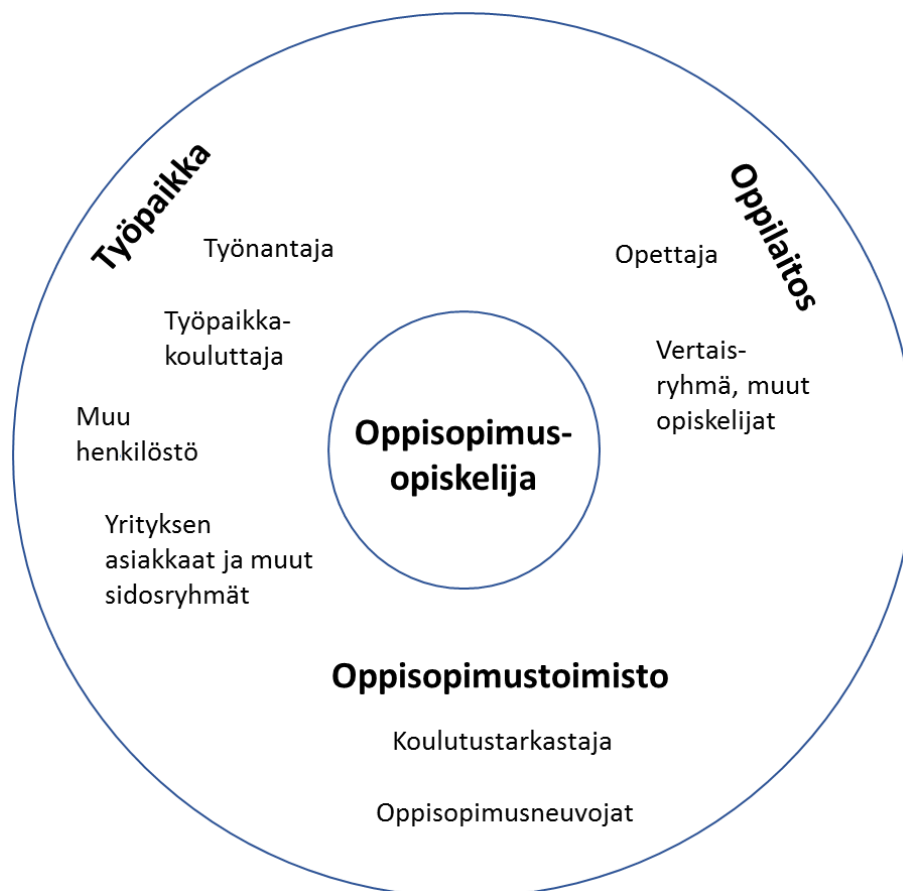 Työpaikka
Työnantaja
Työpaikka-
kouluttaja
Muu
henkilöstö
Yrityksen
asiakkaat ja muut
sidosryhmät
Oppisopimus-
opiskelija
Oppilaitos
Opettaja
Vertais-
ryhmä, muut
opiskelijat
Oppisopimustoimisto
Koulutustarkastaja
Oppisopimusneuvojat